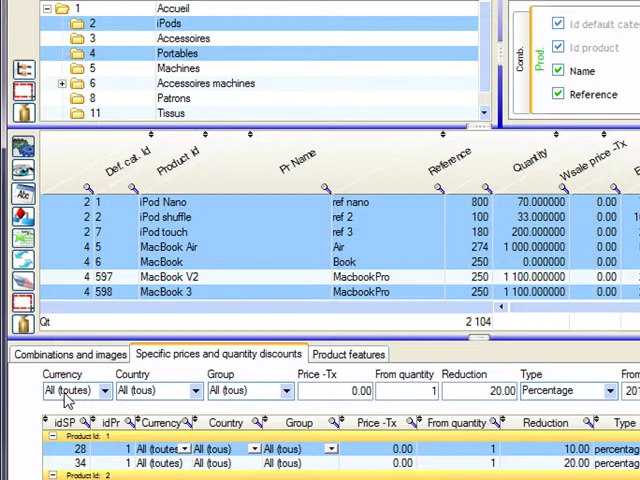 1 Accueil
2 iPods
3 Accessoires
4 Portables
5 Machines
6 Accessoires machines
8 Patrons
11 Tissus
Comb.
Prod.
Id default cate
Id product
Name
Reference
Def. cat. Id
Product Id
Pr Name
Reference
Quantity
Wsale price -Tx
2 1 iPod Nano ref nano 800 70.000000 0.00
2 2 iPod shuffle ref 2 100 33.000000 0.00
2 7 iPod touch ref 3 180 200.000000 0.00
4 5 MacBook Air Air 274 1 000.000000 0.00
4 6 MacBook Book 250 0.000000 0.00
4 597 MacBook V2 MacbookPro 250 1 100.000000 0.00
4 598 MacBook 3 MacbookPro 250 1 100.000000 0.00
Qt 2 104
Combinations and images Specific prices and quantity discounts Product features
Currency Country Group Price -Tx From quantity Reduction Type From
All (toutes) All (tous) All (tous) 0.00 1 20.00 Percentage 201
idSP idPr Currency Country Group Price -Tx From quantity Reduction Type
Product Id: 1
28 1 All (toutes All (tous) All (tous) 0.00 1 10.00 percentag
34 1 All (toutes) All (tous) All (tous) 0.00 1 20.00 percentag
Product Id: 2